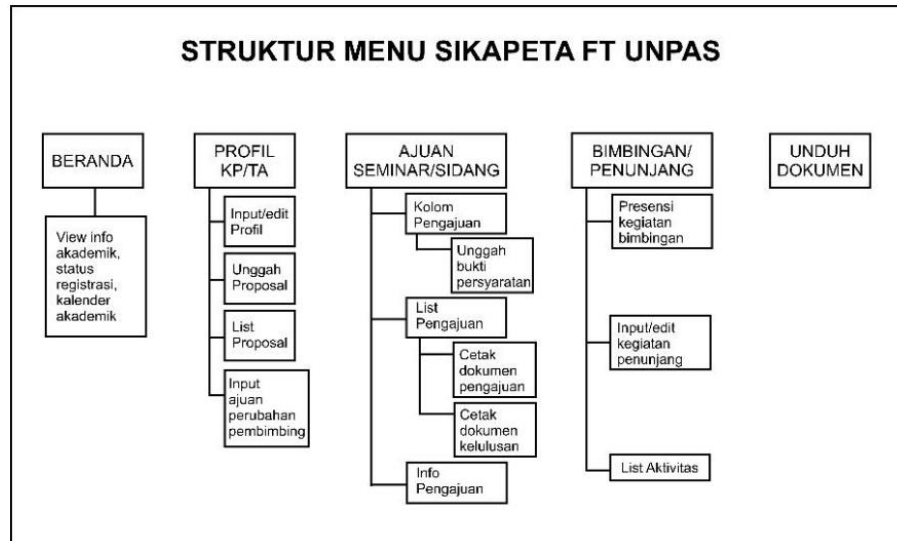 STRUKTUR MENU SIKAPETA FT UNPAS
BERANDA
View info
akademik,
status
registrasi,
kalender
akademik
PROFIL
KP/TA
Input/edit
Profil
Unggah
Proposal
List
Proposal
Input
ajuan
perubahan
pembimbing
AJUAN
SEMINAR/SIDANG
Kolom
Pengajuan
Unggah
bukti
persyaratan
List
Pengajuan
Cetak
dokumen
pengajuan
Cetak
dokumen
kelulusan
Info
Pengajuan
BIMBINGAN/
PENUNJANG
Presensi
kegiatan
bimbingan
Input/edit
kegiatan
penunjang
List Aktivitas
UNDUH
DOKUMEN